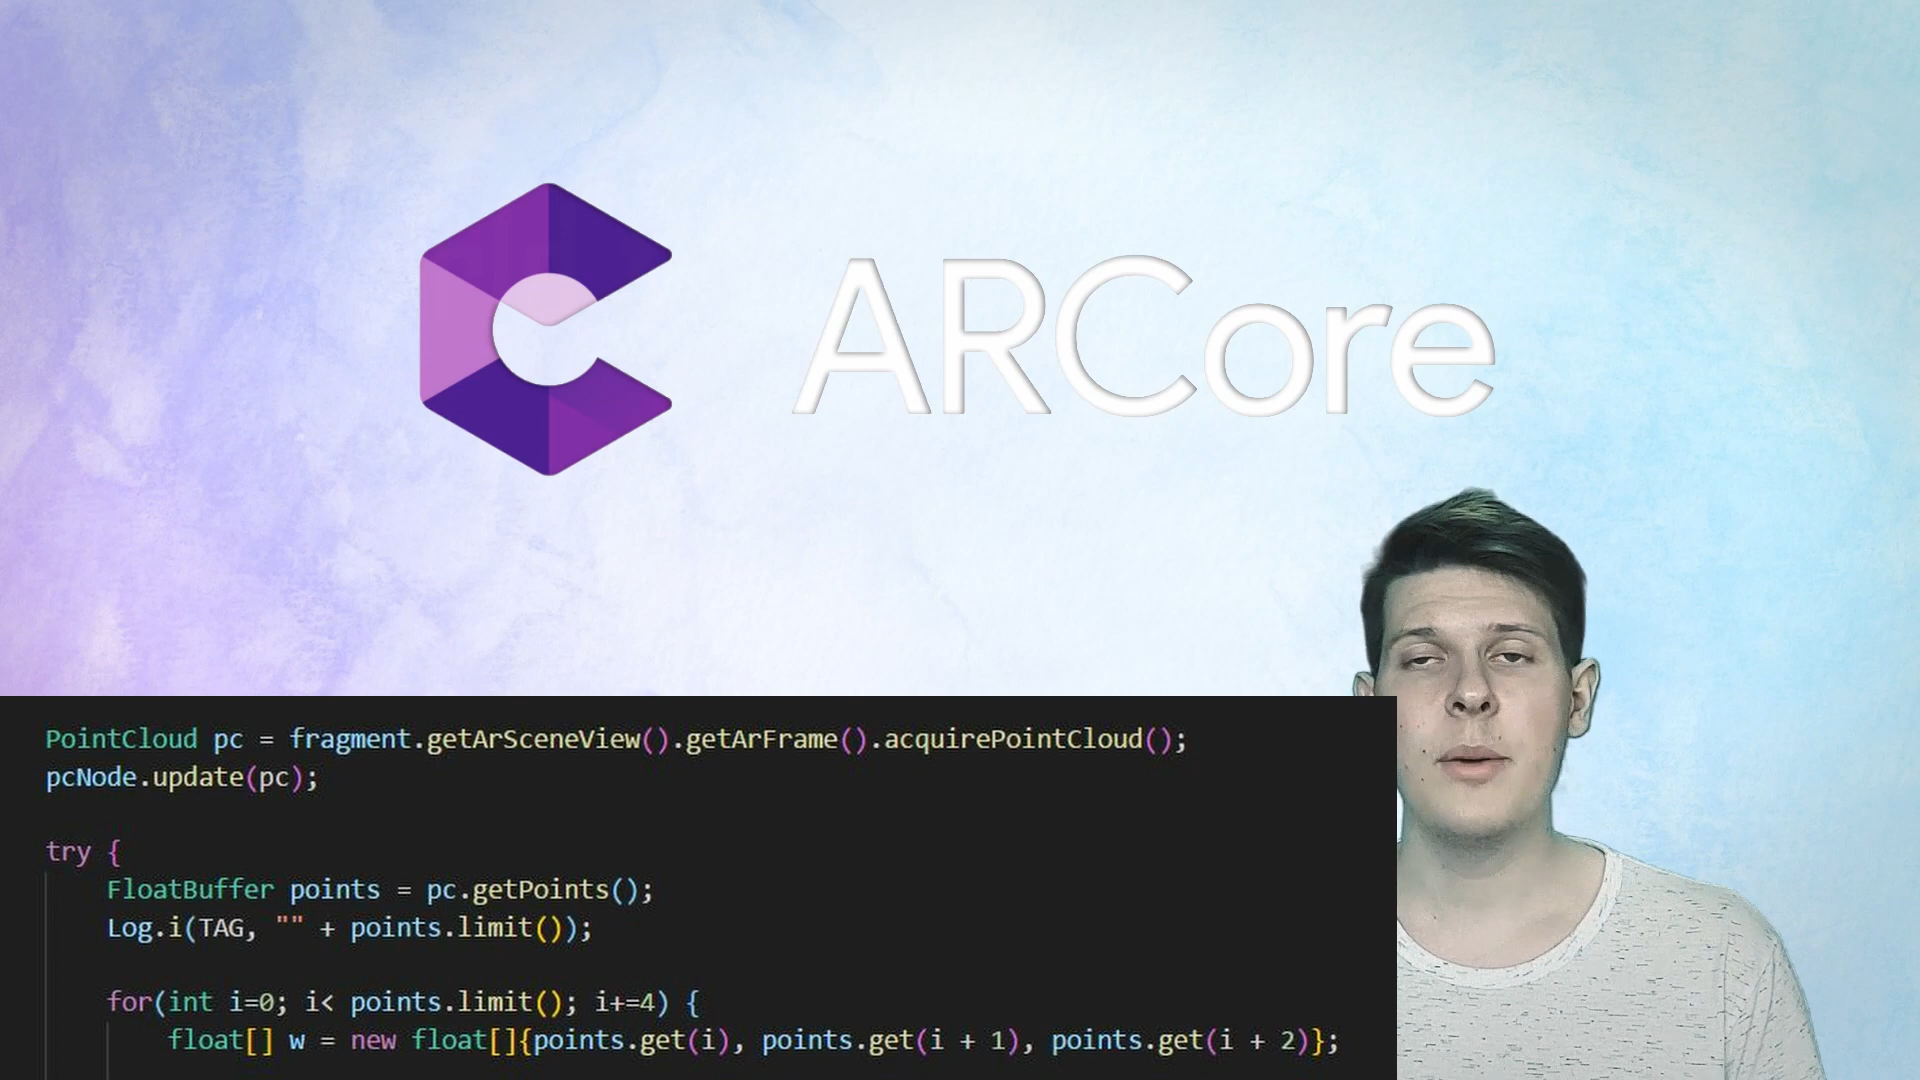 ARCore
PointCloud pc = fragment.getArSceneView().getArFrame().acquirePointCloud();
pcNode.update(pc);
try {
FloatBuffer points = pc.getPoints();
Log.i(TAG, "" + points.limit());
for(int i=0; i< points.limit(); i+=4) {
float[] w = new float[]{points.get(i), points.get(i + 1), points.get(i + 2)};